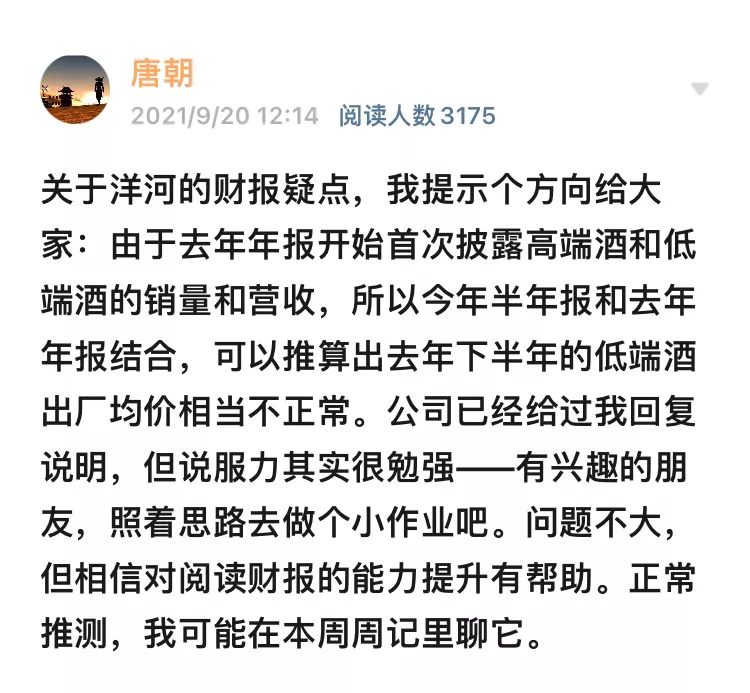 唐朝
2021/9/20 12:14 阅读人数3175
关于洋河的财报疑点，我提示个方向给大
家：由于去年年报开始首次披露高端酒和低
端酒的销量和营收，所以今年半年报和去年
年报结合，可以推算出去年下半年的低端酒
出厂均价相当不正常。公司已经给过我回复
说明，但说服力其实很勉强——有兴趣的朋
友，照着思路去做个小作业吧。问题不大，
但相信对阅读财报的能力提升有帮助。正常
推测，我可能在本周周记里聊它。